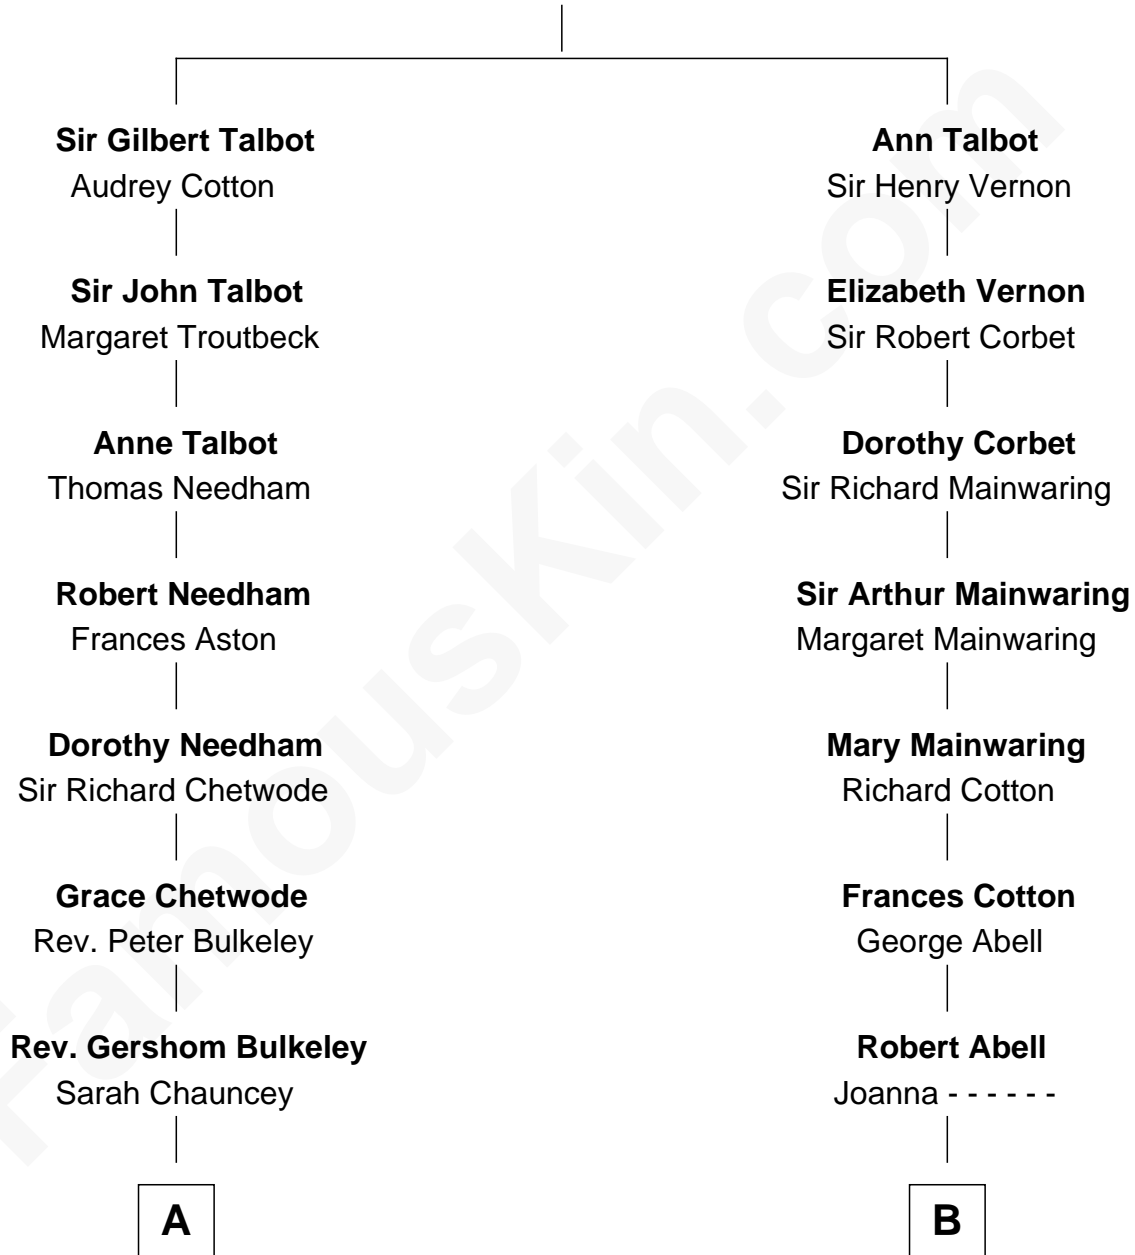 Sir Gilbert Talbot
Audrey Cotton
Sir John Talbot
Margaret Troutbeck
Anne Talbot
Thomas Needham
Robert Needham
Frances Aston
Dorothy Needham
Sir Richard Chetwode
Grace Chetwode
Rev. Peter Bulkeley
Rev. Gershom Bulkeley
Sarah Chauncey
A
Ann Talbot
Sir Henry Vernon
Elizabeth Vernon
Sir Robert Corbet
Dorothy Corbet
Sir Richard Mainwaring
Sir Arthur Mainwaring
Margaret Mainwaring
Mary Mainwaring
Richard Cotton
Frances Cotton
George Abell
Robert Abell
Joanna - - - - - -
B
FamousKin.com